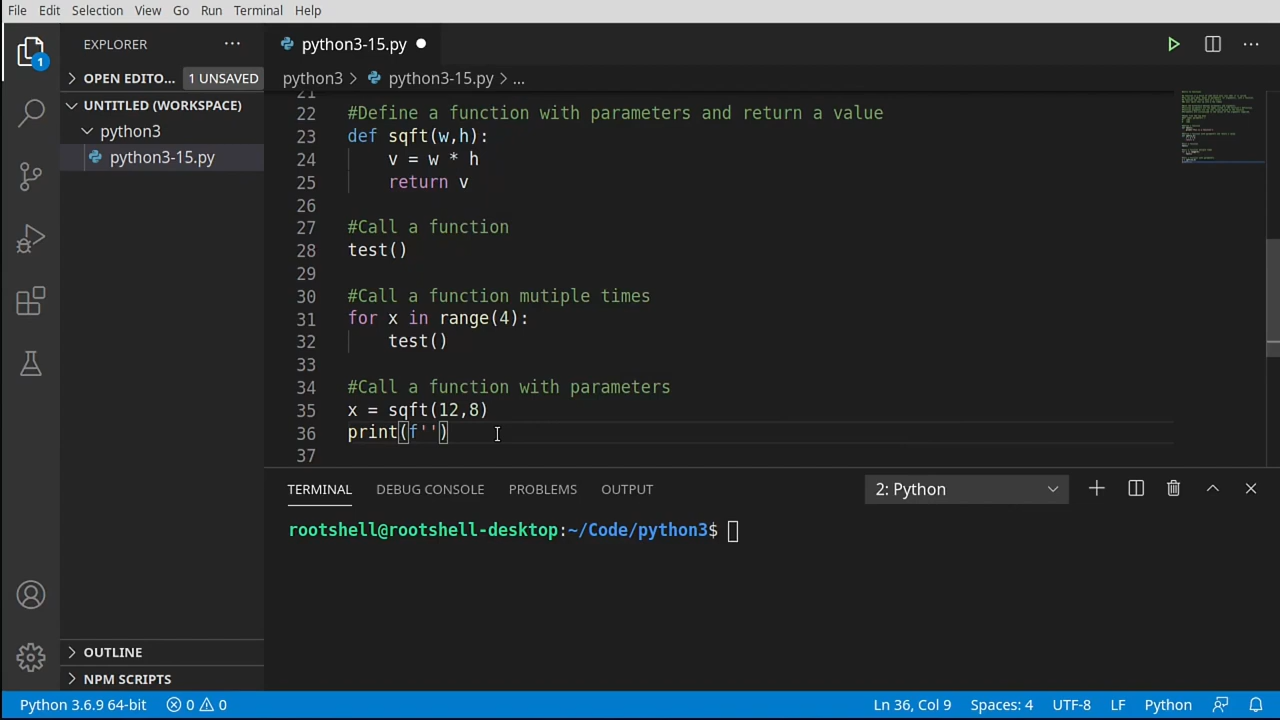 File Edit Selection View Go Run Terminal Help
EXPLORER ···
python3-15.py
OPEN EDITO... 1 UNSAVED
python3 > python3-15.py > ...
UNTITLED (WORKSPACE)
python3
python3-15.py
1
21
22 #Define a function with parameters and return a value
23 def sqft(w,h):
24 v = w * h
25 return v
26
27 #Call a function
28 test()
29
30 #Call a function mutiple times
31 for x in range(4):
32 test()
33
34 #Call a function with parameters
35 x = sqft(12,8)
36 print(f'')
37
TERMINAL DEBUG CONSOLE PROBLEMS OUTPUT 2: Python
rootshell@rootshell-desktop:~/Code/python3$
OUTLINE
NPM SCRIPTS
Python 3.6.9 64-bit 0 0 Ln 36, Col 9 Spaces: 4 UTF-8 LF Python